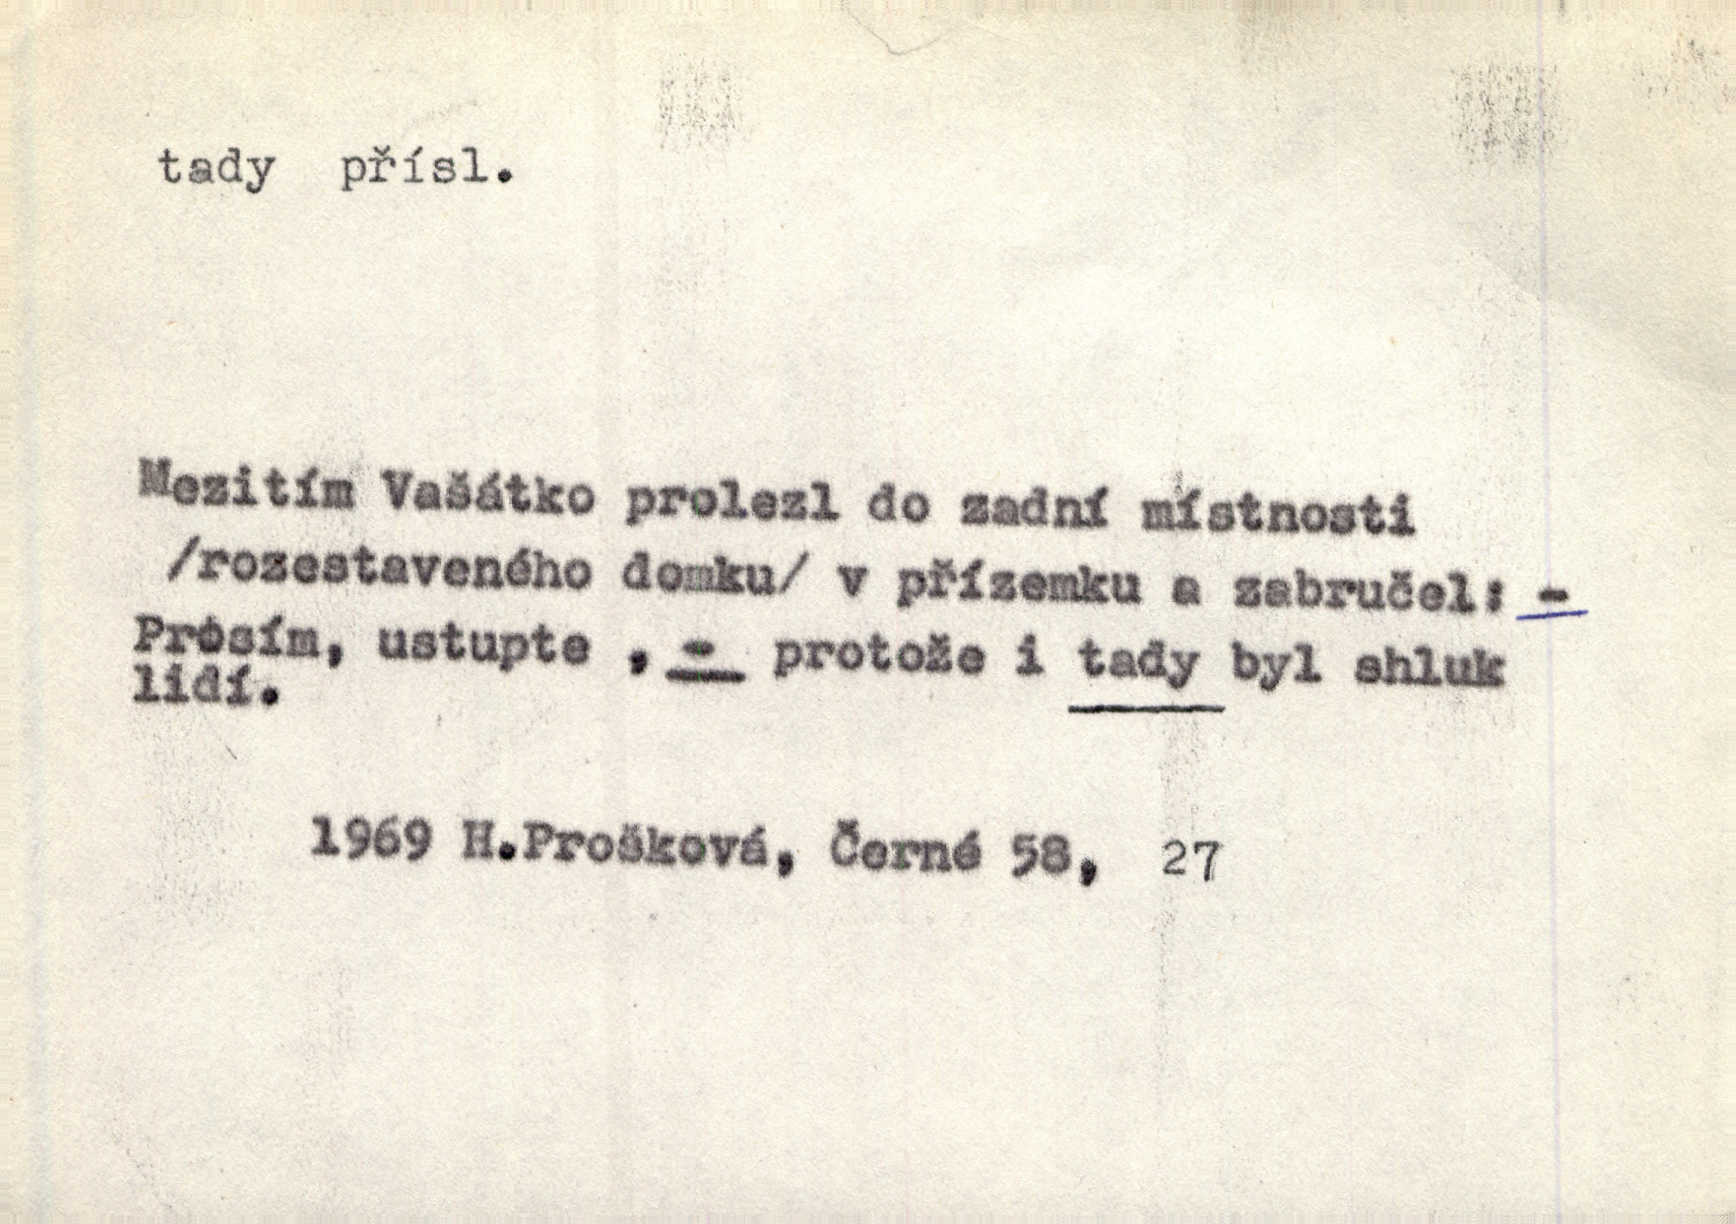 tady přísl.
Mezitím Vašátko prolezl do zadní místnosti
/rozestaveného domku/ v přízemku a zabručel: -
Prosím, ustupte , - protože i tady byl shluk
lidí.
1969 H.Prošková, Černé 58, 27